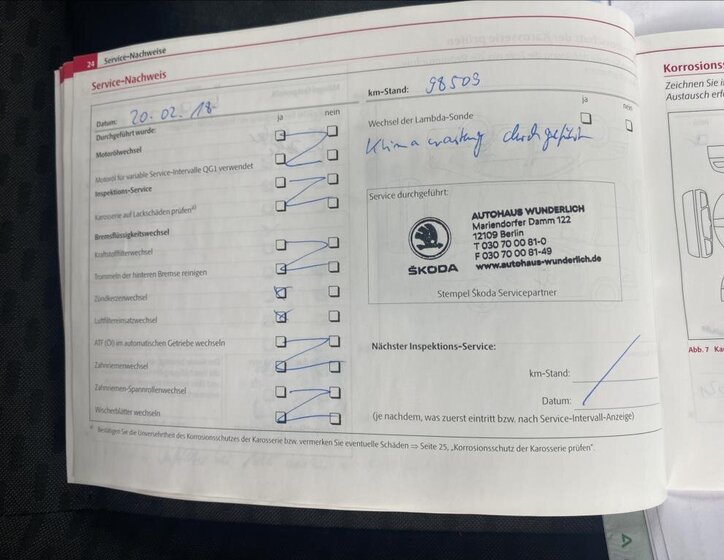 24 Service-Nachweise
Service-Nachweis
Datum: 20.02.18
ja nein
Durchgeführt wurde:
Motorölwechsel
Motoröl für variable Service-Intervalle QG1 verwendet
Inspektions-Service
Karosserie auf Lackschäden prüfen a)
Bremsflüssigkeitswechsel
Kraftstofffilterwechsel
Trommeln der hinteren Bremse reinigen
Zündkerzenwechsel
Luftfiltereinsatzwechsel
ATF (Öl) im automatischen Getriebe wechseln
Zahnriemenwechsel
Zahnriemen-Spannrollenwechsel
Wischerblätter wechseln
km-Stand: 98509
ja nein
Wechsel der Lambda-Sonde
Klimawartung durchgeführt
Service durchgeführt:
ŠKODA
AUTOHAUS WUNDERLICH
Mariendorfer Damm 122
12109 Berlin
T 030 70 00 81-0
F 030 70 00 81-49
www.autohaus-wunderlich.de
Stempel Škoda Servicepartner
Nächster Inspektions-Service:
km-Stand:
Datum:
(je nachdem, was zuerst eintritt bzw. nach Service-Intervall-Anzeige)
a) Bestätigen Sie die Unversehrtheit des Korrosionsschutzes der Karosserie bzw. vermerken Sie eventuelle Schäden ⇒ Seite 25, „Korrosionsschutz der Karosserie prüfen“.
Korrosionss
Zeichnen Sie i
Austausch erf
Abb. 7 Ka